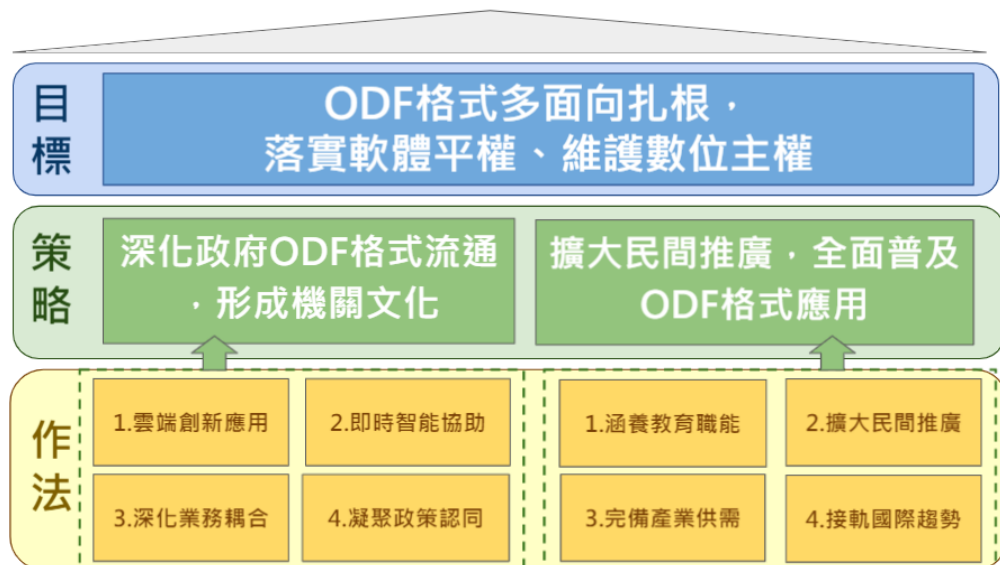 目標
ODF格式多面向扎根，
落實軟體平權、維護數位主權
策略
深化政府ODF格式流通
，形成機關文化
擴大民間推廣，全面普及
ODF格式應用
作法
1.雲端創新應用
2.即時智能協助
3.深化業務耦合
4.凝聚政策認同
1.涵養教育職能
2.擴大民間推廣
3.完備產業供需
4.接軌國際趨勢